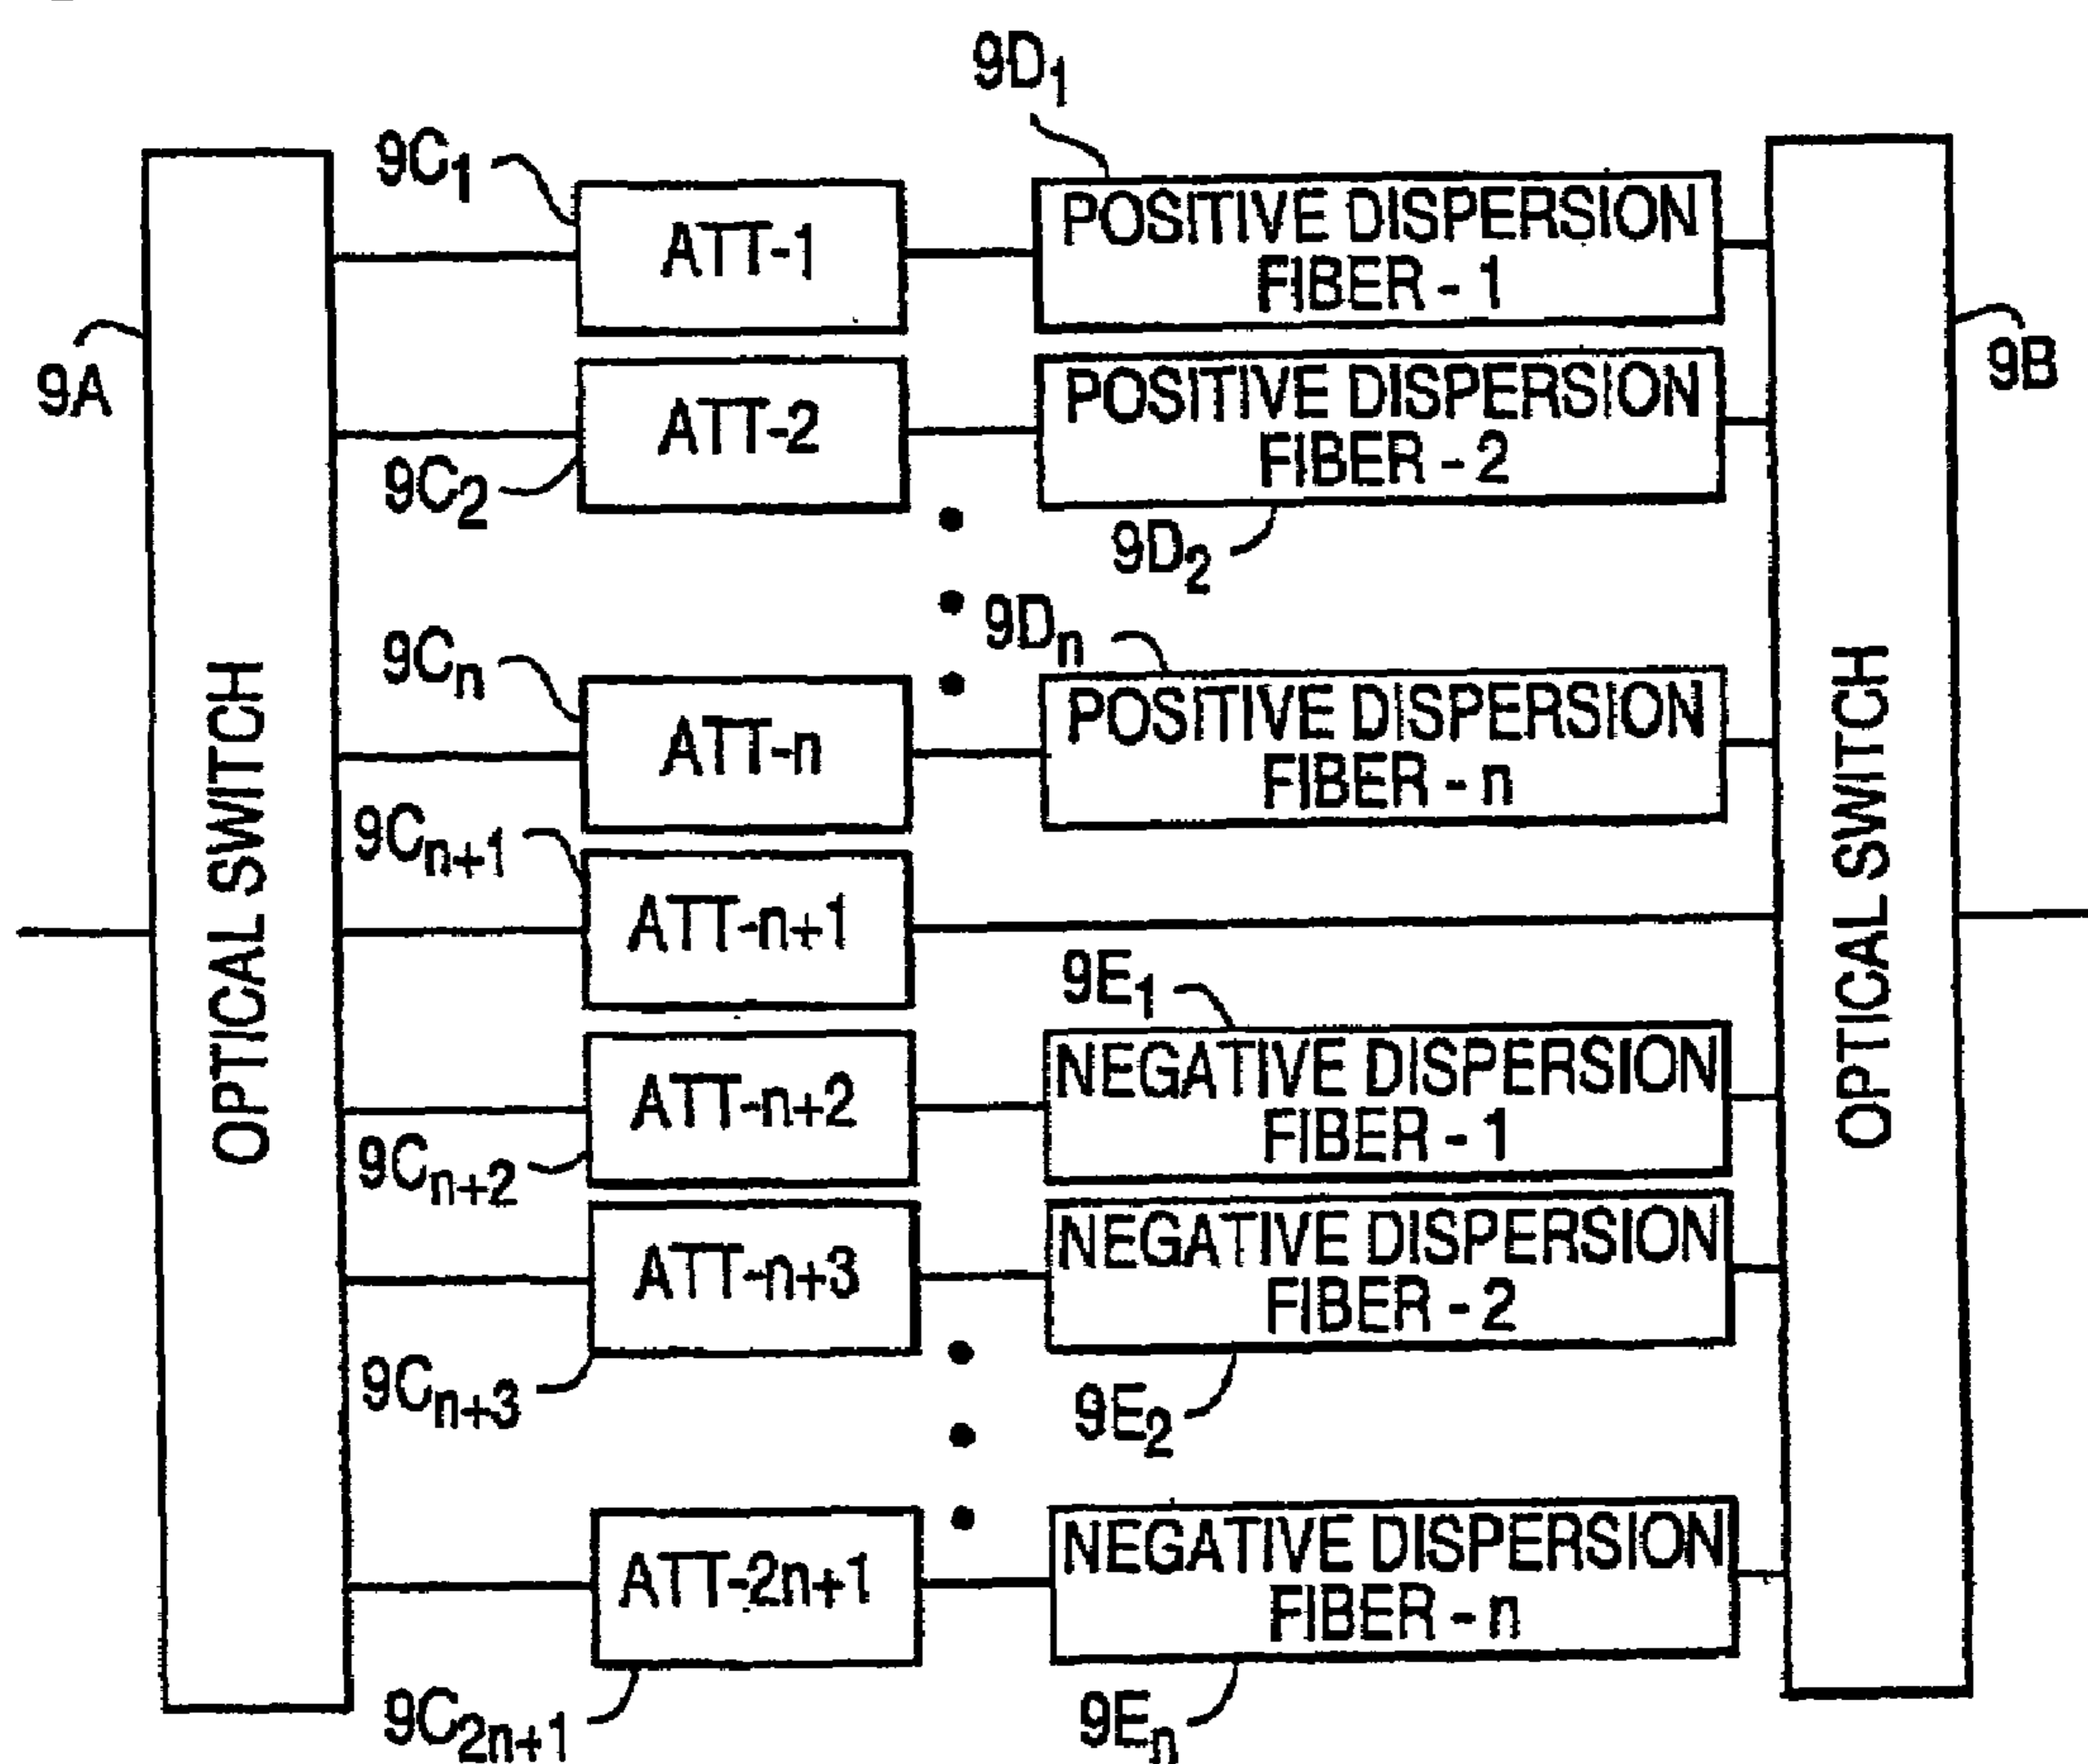 9D1
9C1
ATT-1
POSITIVE DISPERSION
FIBER - 1
9A
9B
ATT-2
POSITIVE DISPERSION
FIBER - 2
9C2
9D2
9Cn
9Dn
ATT-n
POSITIVE DISPERSION
FIBER - n
OPTICAL SWITCH
OPTICAL SWITCH
9Cn+1
ATT-n+1
9E1
ATT-n+2
NEGATIVE DISPERSION
FIBER - 1
9Cn+2
ATT-n+3
NEGATIVE DISPERSION
FIBER - 2
9Cn+3
9E2
ATT-2n+1
NEGATIVE DISPERSION
FIBER - n
9C2n+1
9En